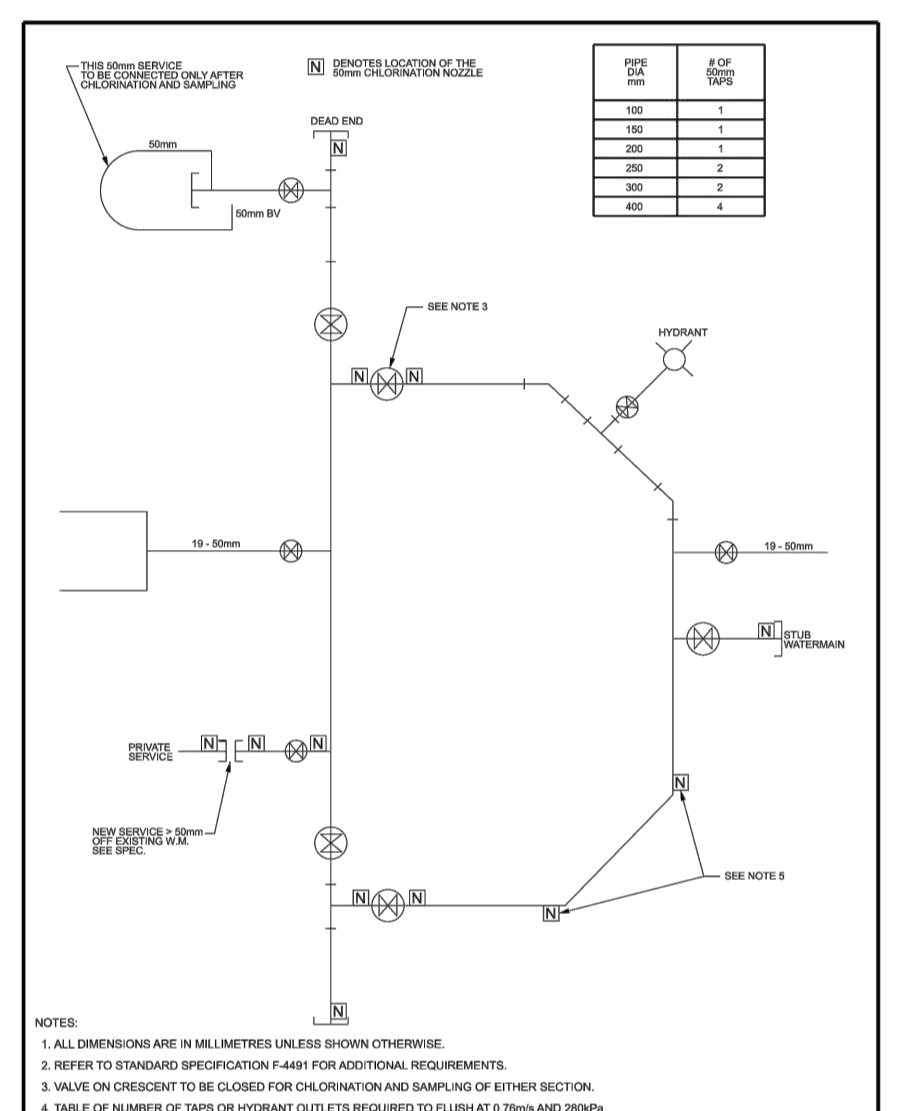 THIS 50mm SERVICE
TO BE CONNECTED ONLY AFTER
CHLORINATION AND SAMPLING
N DENOTES LOCATION OF THE
50mm CHLORINATION NOZZLE
PIPE DIA mm # OF 50mm TAPS
100 1
150 1
200 1
250 2
300 2
400 4
DEAD END
N
50mm
50mm BV
SEE NOTE 3
N N
HYDRANT
19 - 50mm
19 - 50mm
N STUB
WATERMAIN
PRIVATE
SERVICE
N N N
NEW SERVICE > 50mm
OFF EXISTING W.M.
SEE SPEC.
N
SEE NOTE 5
N N
N
N
NOTES:
1. ALL DIMENSIONS ARE IN MILLIMETRES UNLESS SHOWN OTHERWISE.
2. REFER TO STANDARD SPECIFICATION F-4491 FOR ADDITIONAL REQUIREMENTS.
3. VALVE ON CRESCENT TO BE CLOSED FOR CHLORINATION AND SAMPLING OF EITHER SECTION.
4. TABLE OF NUMBER OF TAPS OR HYDRANT OUTLETS REQUIRED TO FLUSH AT 0.76m/s AND 280kPa.